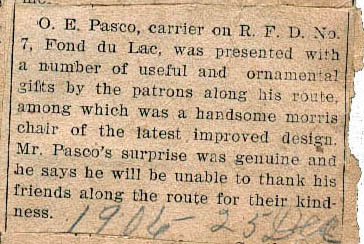 O. E. Pasco, carrier on R. F. D. No.
7, Fond du Lac, was presented with
a number of useful and ornamental
gifts by the patrons along his route,
among which was a handsome morris
chair of the latest improved design.
Mr. Pasco's surprise was genuine and
he says he will be unable to thank his
friends along the route for their kind-
ness. 1906 25 Dec